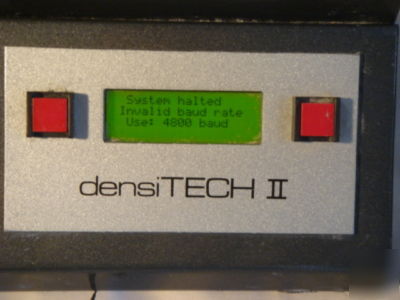 System halted
Invalid baud rate
Use: 4800 baud
densiTECH II